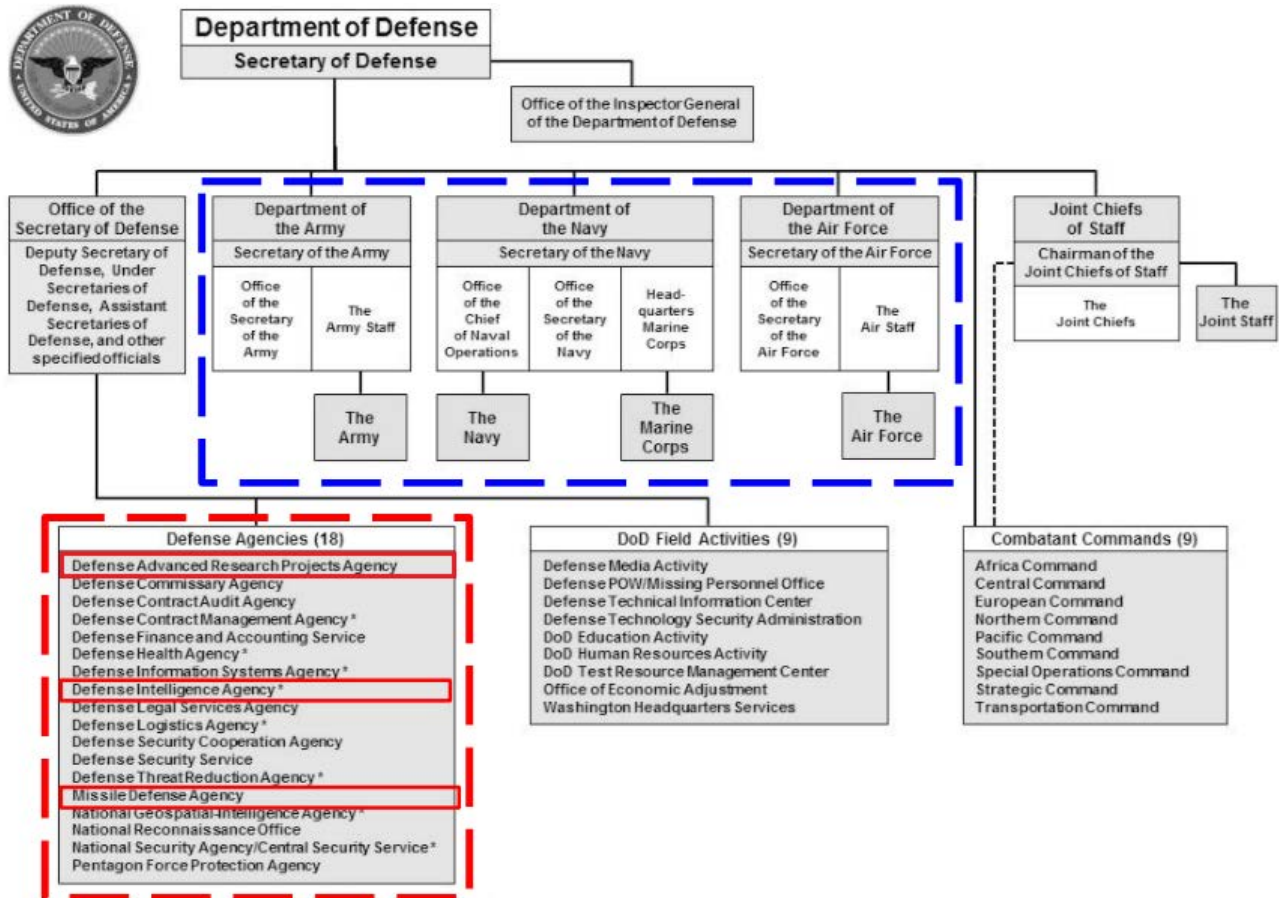 DEPARTMENT OF DEFENSE
UNITED STATES OF AMERICA
Department of Defense
Secretary of Defense
Office of the Inspector General
of the Department of Defense
Office of the
Secretary of Defense
Deputy Secretary of
Defense, Under
Secretaries of
Defense, Assistant
Secretaries of
Defense, and other
specified officials
Department of
the Army
Secretary of the Army
Office
of the
Secretary
of the
Army
The
Army Staff
The
Army
Department of
the Navy
Secretary of the Navy
Office
of the
Chief
of Naval
Operations
Office
of the
Secretary
of the
Navy
Head-
quarters
Marine
Corps
The
Navy
The
Marine
Corps
Department of
the Air Force
Secretary of the Air Force
Office
of the
Secretary
of the
Air Force
The
Air Staff
The
Air Force
Joint Chiefs
of Staff
Chairman of the
Joint Chiefs of Staff
The
Joint Chiefs
The
Joint Staff
Defense Agencies (18)
Defense Advanced Research Projects Agency
Defense Commissary Agency
Defense Contract Audit Agency
Defense Contract Management Agency*
Defense Finance and Accounting Service
Defense Health Agency*
Defense Information Systems Agency*
Defense Intelligence Agency*
Defense Legal Services Agency
Defense Logistics Agency*
Defense Security Cooperation Agency
Defense Security Service
Defense Threat Reduction Agency*
Missile Defense Agency
National Geospatial-Intelligence Agency*
National Reconnaissance Office
National Security Agency/Central Security Service*
Pentagon Force Protection Agency
DoD Field Activities (9)
Defense Media Activity
Defense POW/Missing Personnel Office
Defense Technical Information Center
Defense Technology Security Administration
DoD Education Activity
DoD Human Resources Activity
DoD Test Resource Management Center
Office of Economic Adjustment
Washington Headquarters Services
Combatant Commands (9)
Africa Command
Central Command
European Command
Northern Command
Pacific Command
Southern Command
Special Operations Command
Strategic Command
Transportation Command